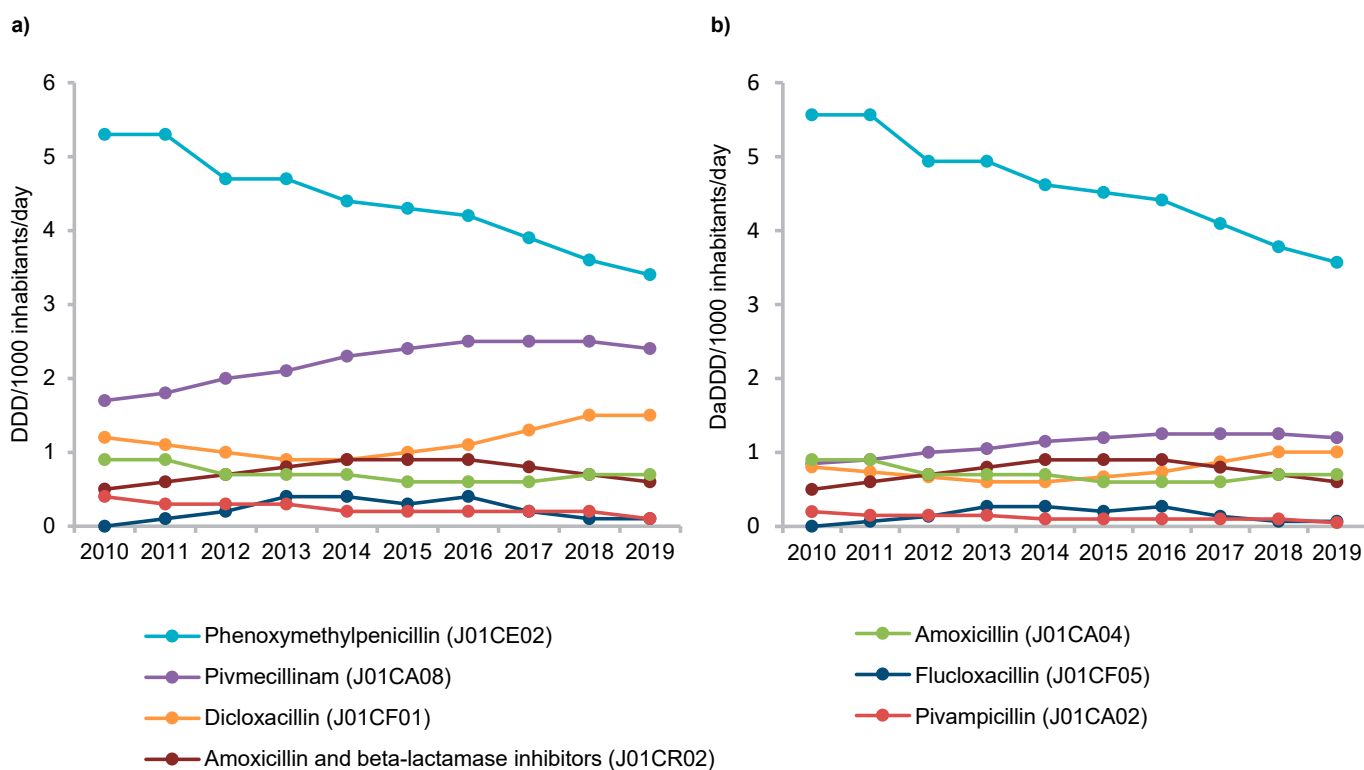 a)
6
5
4
3
2
1
0
DDD/1000 inhabitants/day
2010 2011 2012 2013 2014 2015 2016 2017 2018 2019
b)
6
5
4
3
2
1
0
DaDDD/1000 inhabitants/day
2010 2011 2012 2013 2014 2015 2016 2017 2018 2019
Phenoxymethylpenicillin (J01CE02)
Pivmecillinam (J01CA08)
Dicloxacillin (J01CF01)
Amoxicillin and beta-lactamase inhibitors (J01CR02)
Amoxicillin (J01CA04)
Flucloxacillin (J01CF05)
Pivampicillin (J01CA02)